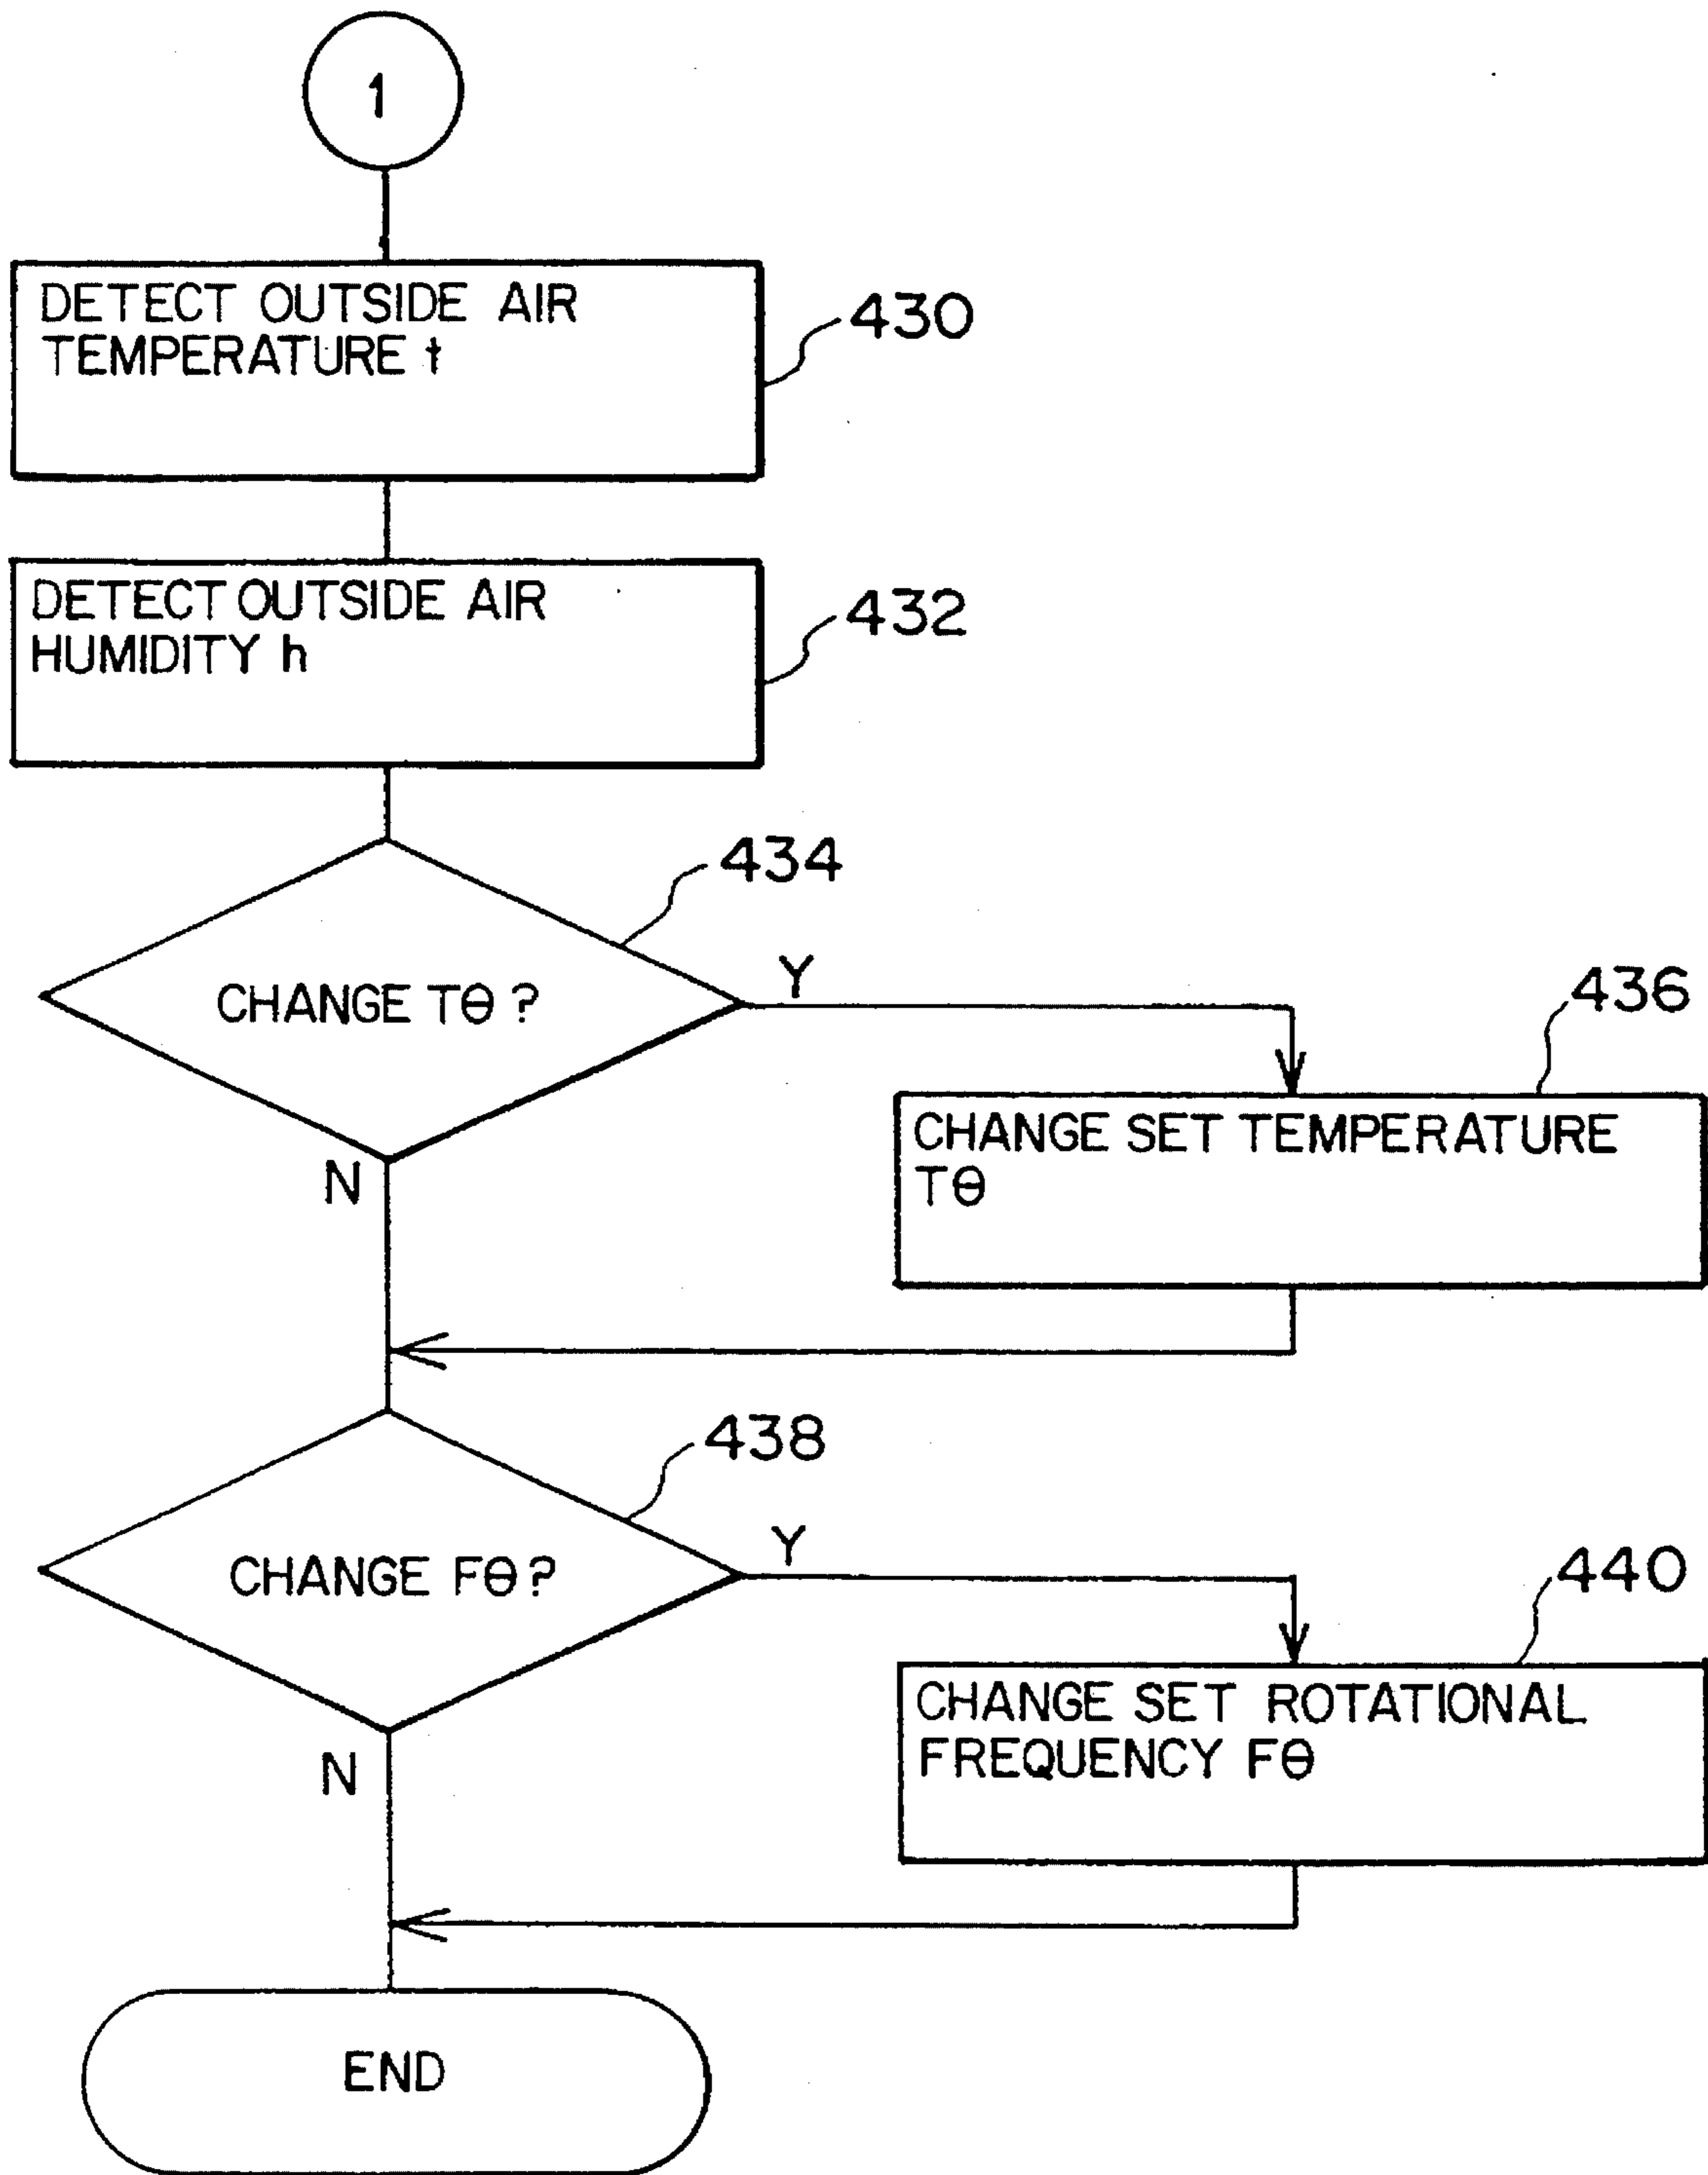 1
DETECT OUTSIDE AIR
TEMPERATURE t
430
DETECT OUTSIDE AIR
HUMIDITY h
432
434
CHANGE Tθ ?
Y
N
436
CHANGE SET TEMPERATURE
Tθ
438
CHANGE Fθ?
Y
N
440
CHANGE SET ROTATIONAL
FREQUENCY Fθ
END